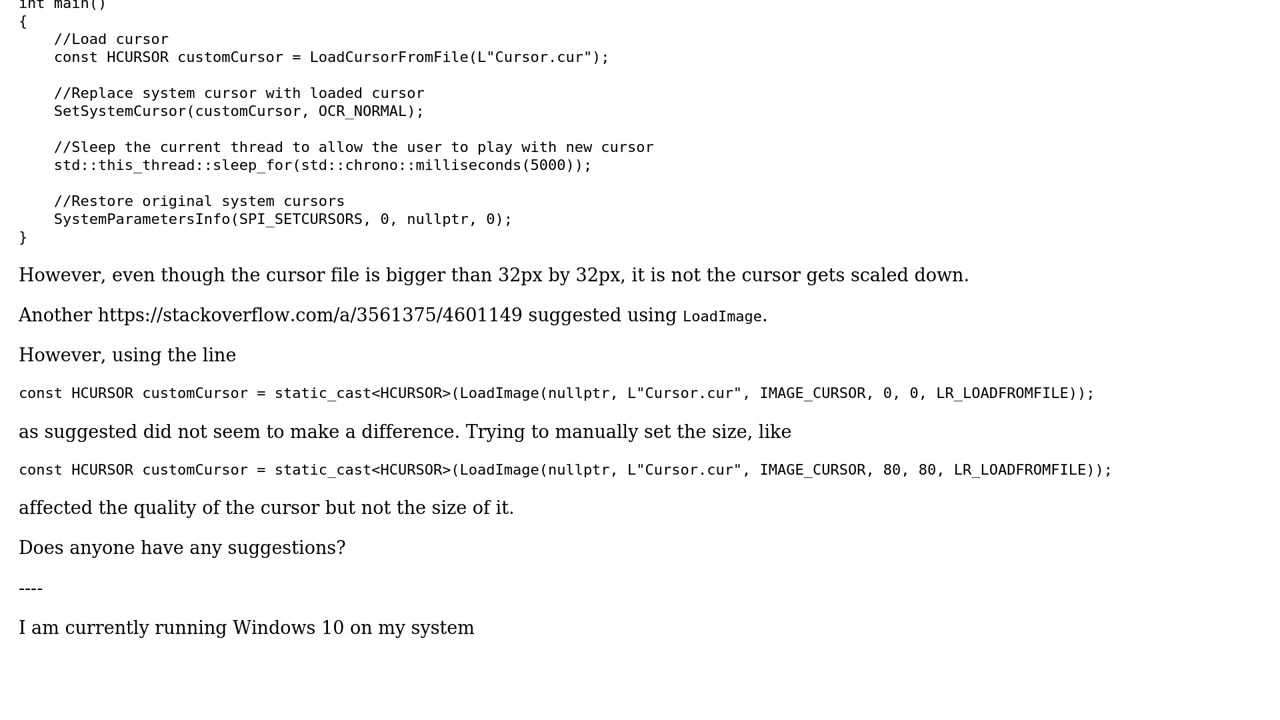 int main()
{
    //Load cursor
    const HCURSOR customCursor = LoadCursorFromFile(L"Cursor.cur");
    //Replace system cursor with loaded cursor
    SetSystemCursor(customCursor, OCR_NORMAL);
    //Sleep the current thread to allow the user to play with new cursor
    std::this_thread::sleep_for(std::chrono::milliseconds(5000));
    //Restore original system cursors
    SystemParametersInfo(SPI_SETCURSORS, 0, nullptr, 0);
}
However, even though the cursor file is bigger than 32px by 32px, it is not the cursor gets scaled down.
Another https://stackoverflow.com/a/3561375/4601149 suggested using LoadImage.
However, using the line
const HCURSOR customCursor = static_cast<HCURSOR>(LoadImage(nullptr, L"Cursor.cur", IMAGE_CURSOR, 0, 0, LR_LOADFROMFILE));
as suggested did not seem to make a difference. Trying to manually set the size, like
const HCURSOR customCursor = static_cast<HCURSOR>(LoadImage(nullptr, L"Cursor.cur", IMAGE_CURSOR, 80, 80, LR_LOADFROMFILE));
affected the quality of the cursor but not the size of it.
Does anyone have any suggestions?
----
I am currently running Windows 10 on my system